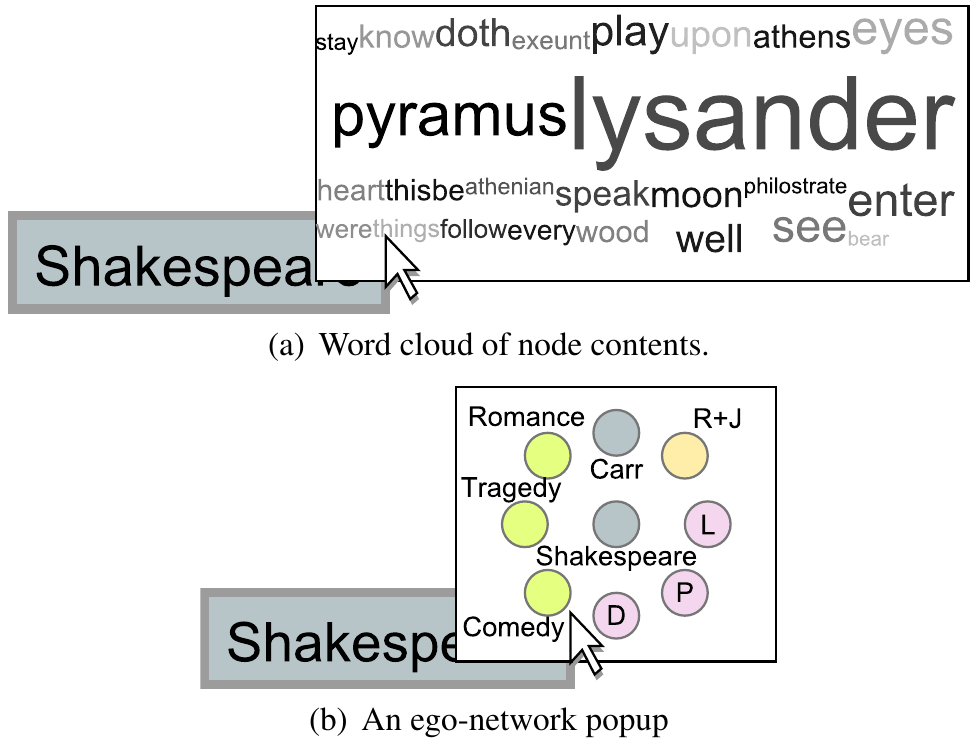 stay know doth exeunt play upon athens eyes
pyramus lysander
heart thisbe athenian speak moon philostrate enter
were things follow every wood well see bear
Shakespeare
(a) Word cloud of node contents.
Romance R+J
Carr
Tragedy
L
Shakespeare
P
D
Comedy
Shakespe
(b) An ego-network popup